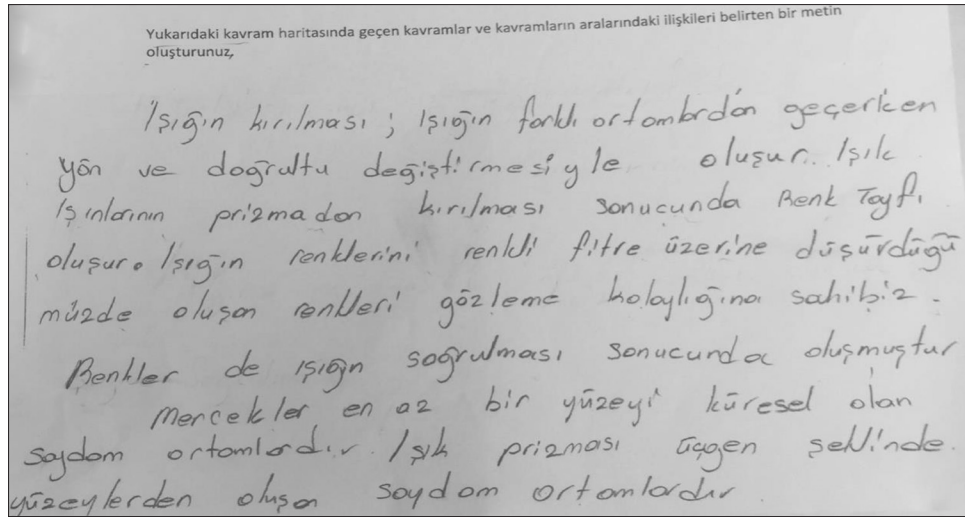 Yukarıdaki kavram haritasında geçen kavramlar ve kavramların aralarındaki ilişkileri belirten bir metin
oluşturunuz,
Işığın kırılması ; Işığın farklı ortamlardan geçerken
yön ve doğrultu değiştirmesiyle oluşur. Işık
Işınlarının prizmadan kırılması sonucunda Renk Tayfı
oluşur. Işığın renklerini renkli fitre üzerine düşürdüğü
müzde oluşan renkleri gözleme kolaylığına sahibiz.
Renkler de ışığın soğrulması sonucunda oluşmuştur
Mercekler en az bir yüzeyi küresel olan
saydam ortamlardır. Işık prizması üçgen şeklinde
yüzeylerden oluşan saydam ortamlardır